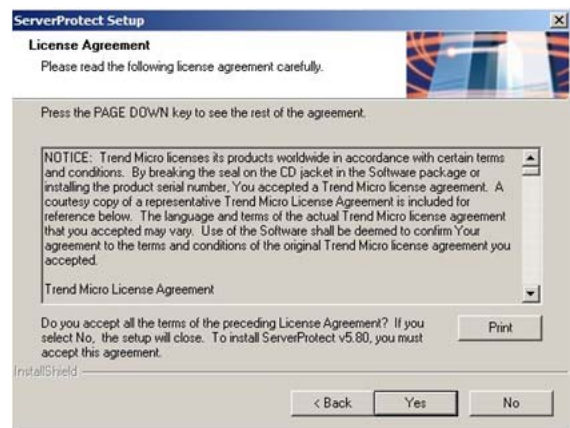 ServerProtect Setup
License Agreement
Please read the following license agreement carefully.
Press the PAGE DOWN key to see the rest of the agreement.
NOTICE: Trend Micro licenses its products worldwide in accordance with certain terms
and conditions. By breaking the seal on the CD jacket in the Software package or
installing the product serial number, You accepted a Trend Micro license agreement. A
courtesy copy of a representative Trend Micro License Agreement is included for
reference below. The language and terms of the actual Trend Micro license agreement
that you accepted may vary. Use of the Software shall be deemed to confirm Your
agreement to the terms and conditions of the original Trend Micro license agreement you
accepted.
Trend Micro License Agreement
Do you accept all the terms of the preceding License Agreement? If you
select No, the setup will close. To install ServerProtect v5.80, you must
accept this agreement.
Print
InstallShield
< Back
Yes
No